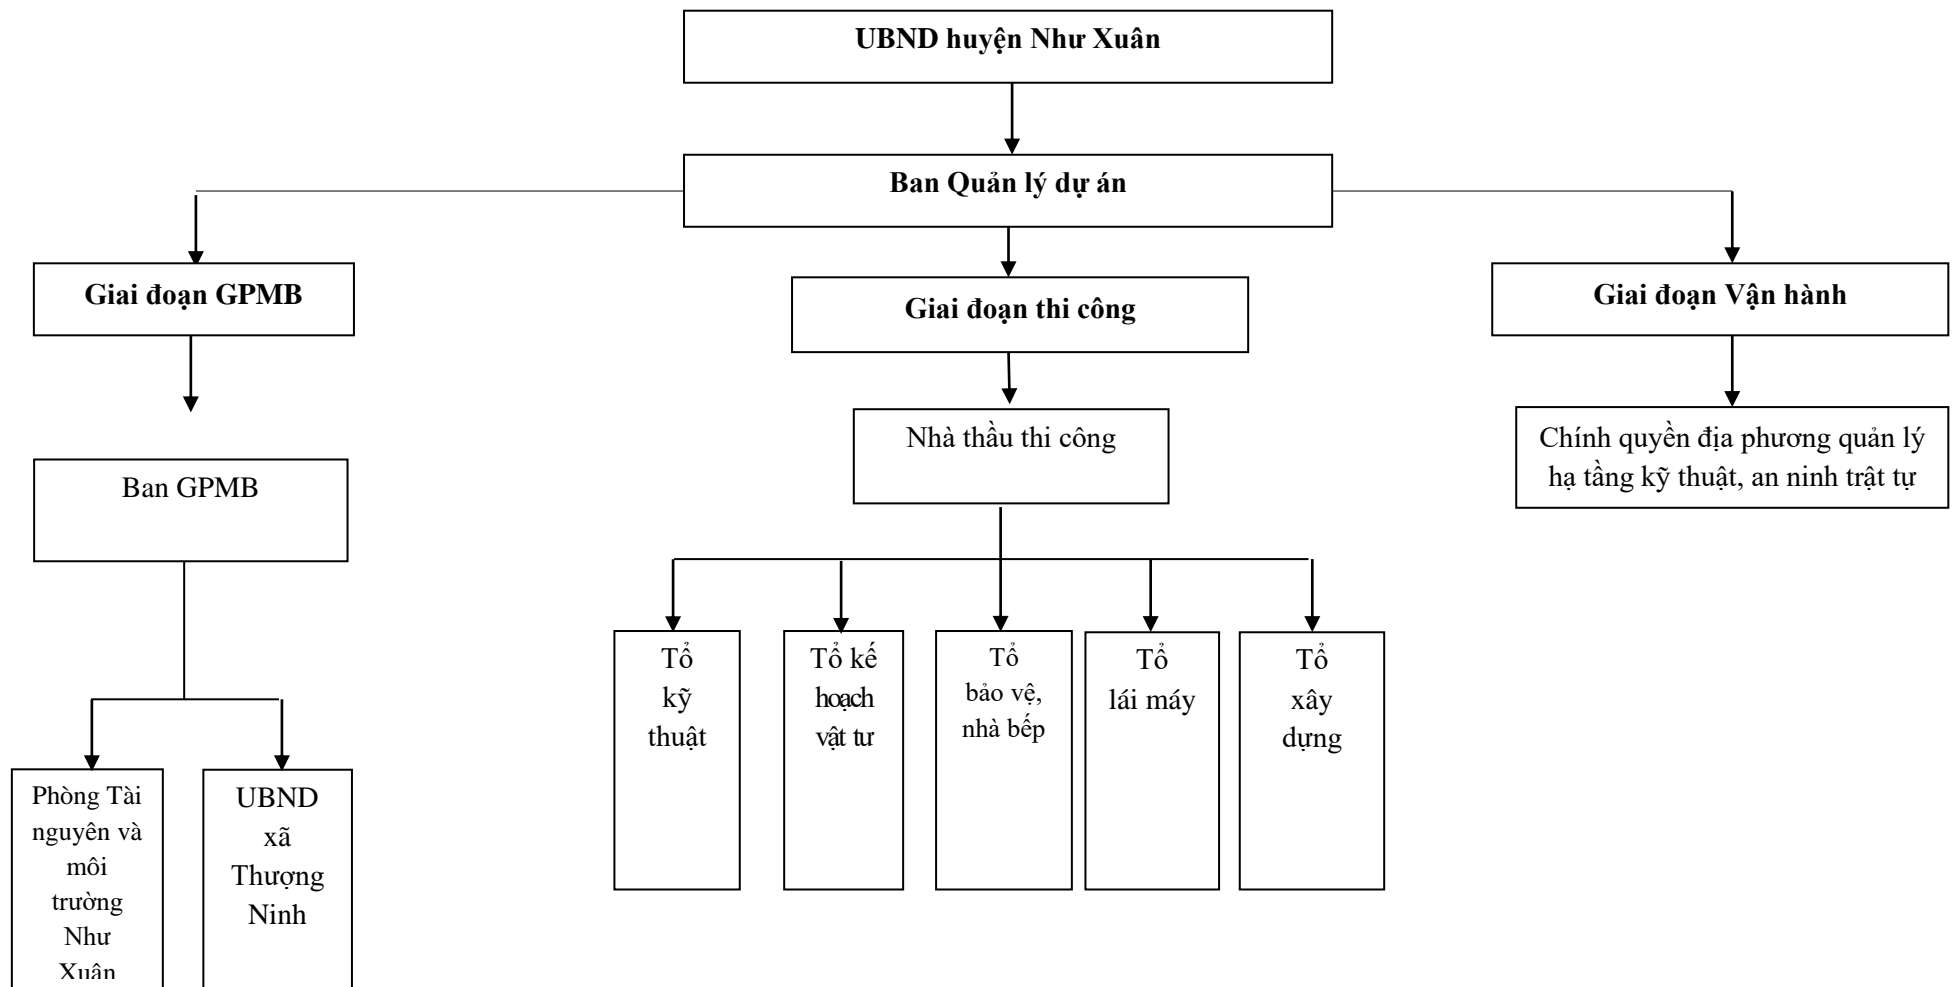 UBND huyện Như Xuân
Ban Quản lý dự án
Giai đoạn GPMB
Giai đoạn thi công
Giai đoạn Vận hành
Ban GPMB
Nhà thầu thi công
Chính quyền địa phương quản lý
hạ tầng kỹ thuật, an ninh trật tự
Tổ
kỹ
thuật
Tổ kế
hoạch
vật tư
Tổ
bảo vệ,
nhà bếp
Tổ
lái máy
Tổ
xây
dựng
Phòng Tài
nguyên và
môi
trường
Như
Xuân
UBND
xã
Thượng
Ninh